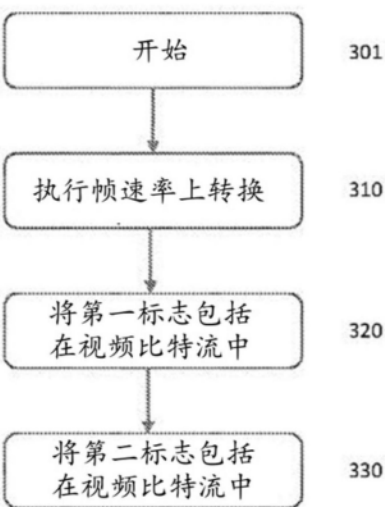 开始
301
执行帧速率上转换
310
将第一标志包括
在视频比特流中
320
将第二标志包括
在视频比特流中
330